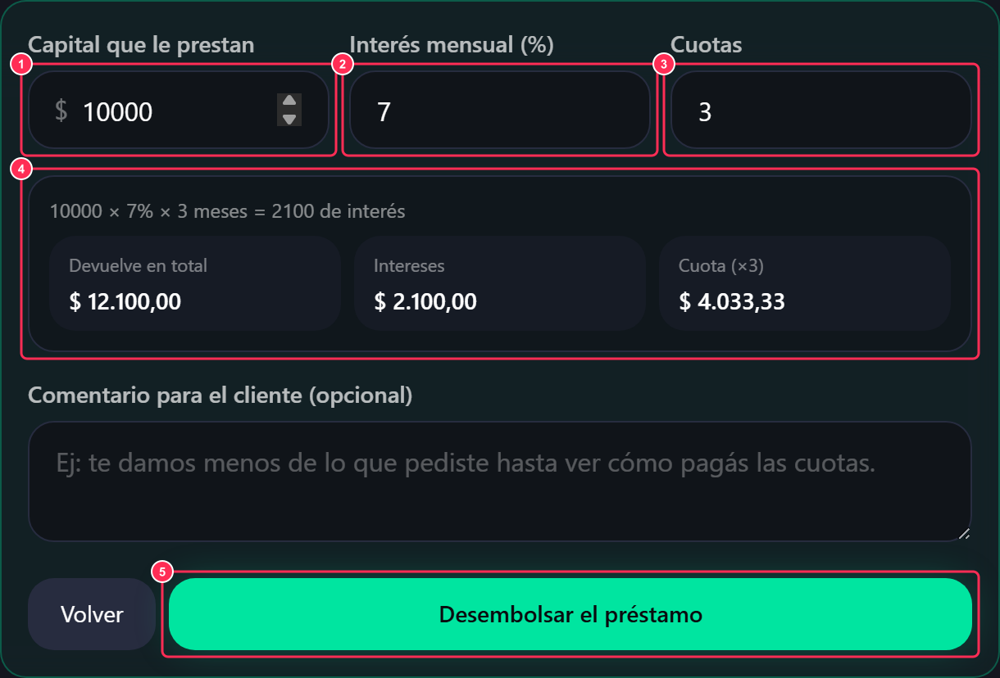 Capital que le prestan
Interés mensual (%)
Cuotas
1
2
3
$ 10000
7
3
4
10000 × 7% × 3 meses = 2100 de interés
Devuelve en total
Intereses
Cuota (×3)
$ 12.100,00
$ 2.100,00
$ 4.033,33
Comentario para el cliente (opcional)
Ej: te damos menos de lo que pediste hasta ver cómo pagás las cuotas.
5
Volver
Desembolsar el préstamo